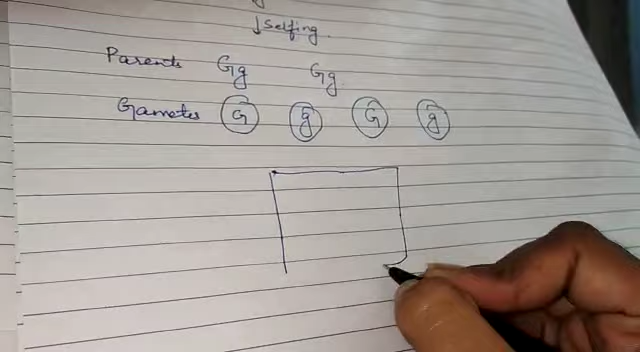 ↓ Selfing.
Parents Gg Gg
Gametes G g G g